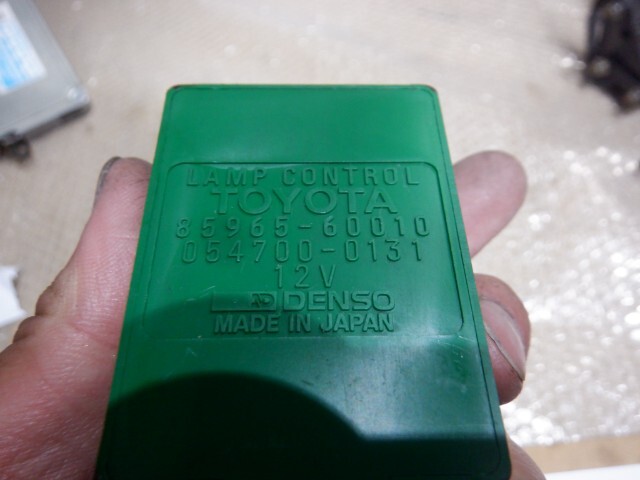 LAMP CONTROL
TOYOTA
85965-60010
054700-0131
12V
DENSO
MADE IN JAPAN